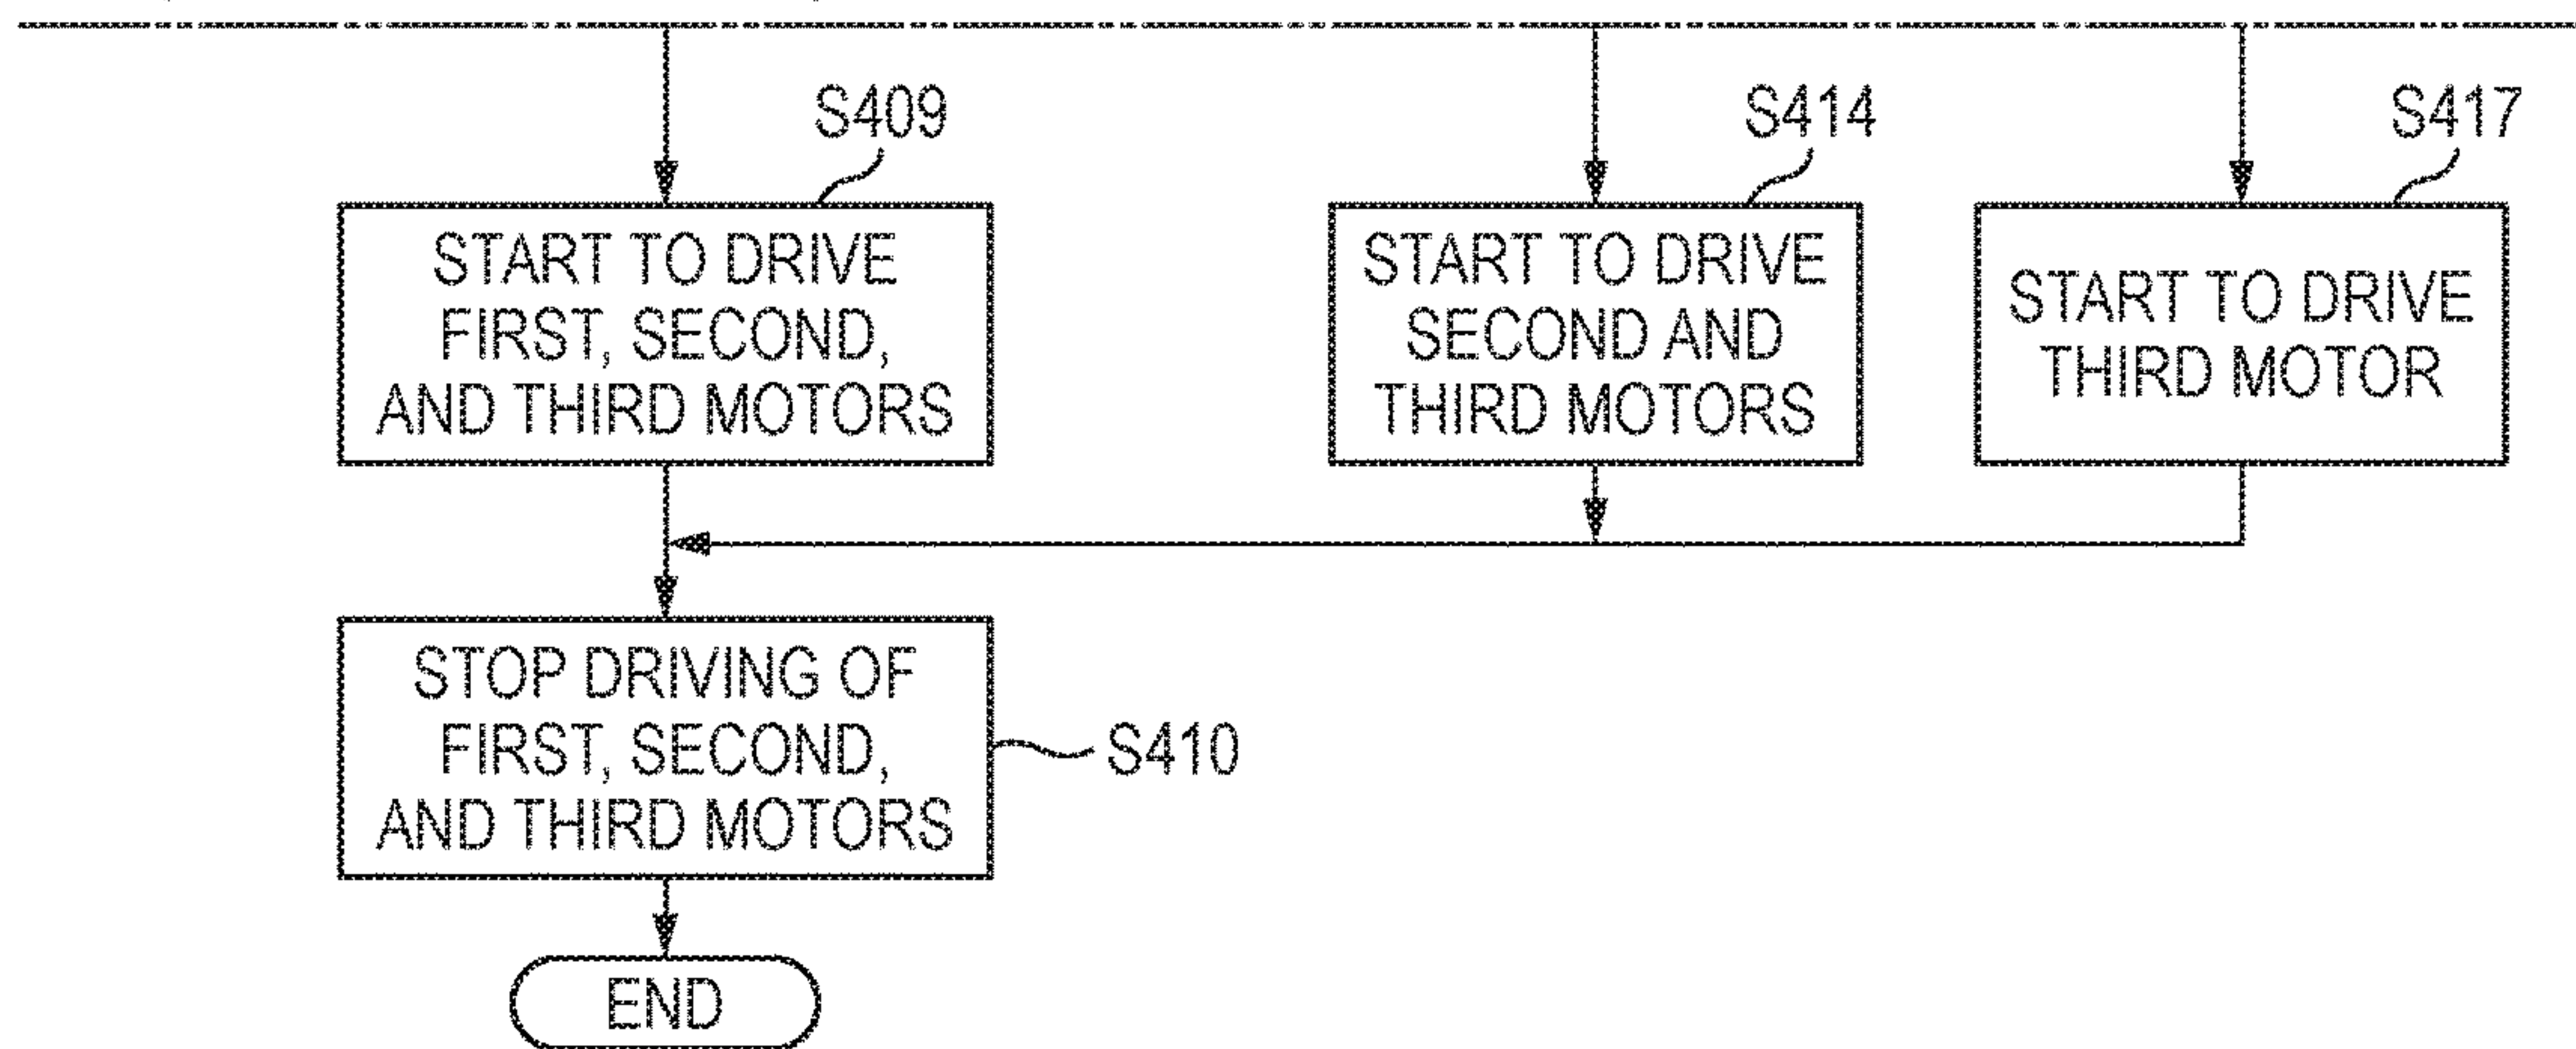 S409
START TO DRIVE
FIRST, SECOND,
AND THIRD MOTORS
S414
START TO DRIVE
SECOND AND
THIRD MOTORS
S417
START TO DRIVE
THIRD MOTOR
STOP DRIVING OF
FIRST, SECOND,
AND THIRD MOTORS
S410
END